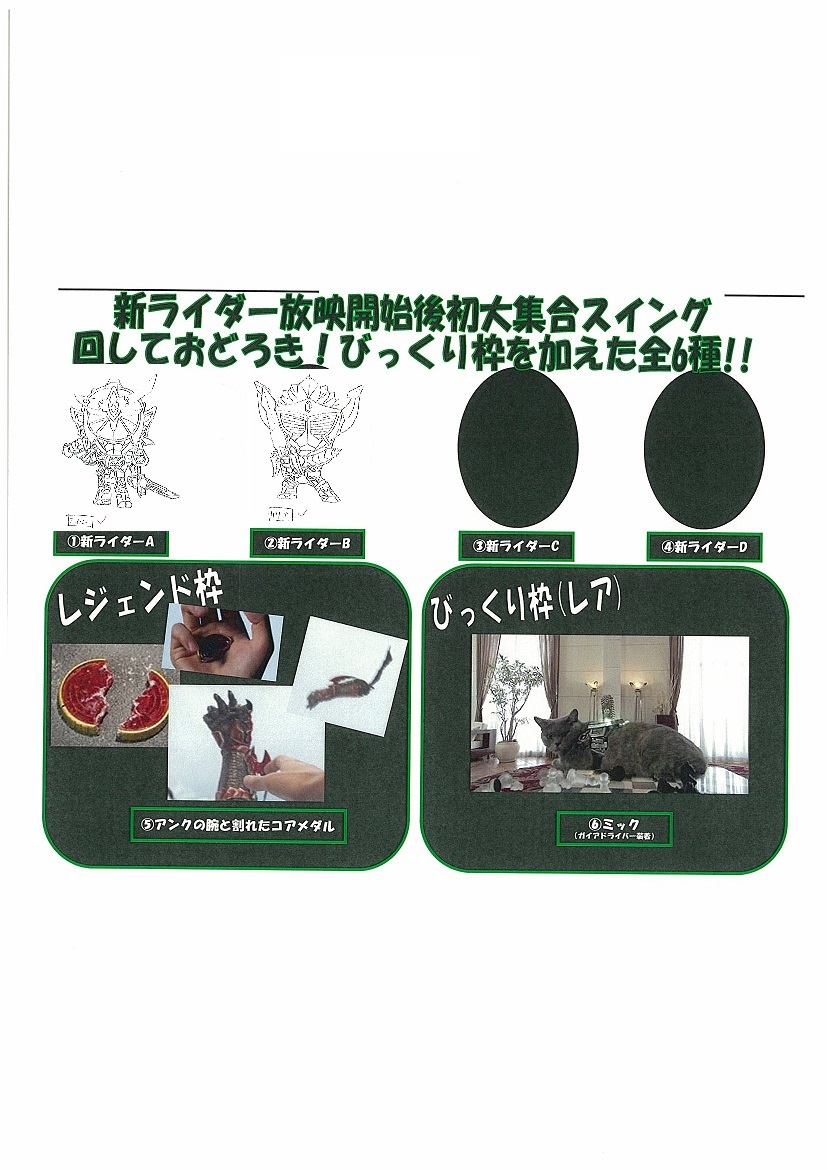 新ライダー放映開始後初大集合スイング
回しておどろき！びっくり枠を加えた全6種!!
①新ライダーA
②新ライダーB
③新ライダーC
④新ライダーD
レジェンド枠
⑤アンクの腕と割れたコアメダル
びっくり枠(レア)
⑥ミック
(ガイアドライバー装着)